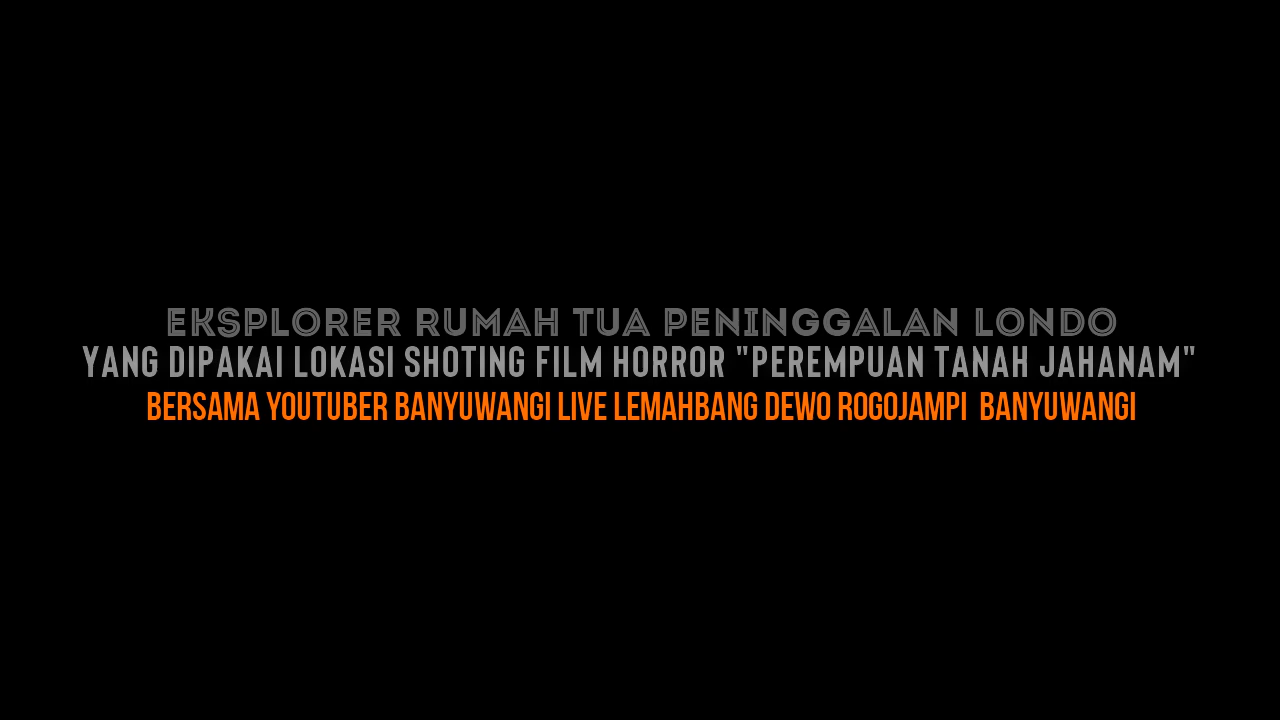 EKSPLORER RUMAH TUA PENINGGALAN LONDO
YANG DIPAKAI LOKASI SHOTING FILM HORROR "PEREMPUAN TANAH JAHANAM"
BERSAMA YOUTUBER BANYUWANGI LIVE LEMAHBANG DEWO ROGOJAMPI BANYUWANGI